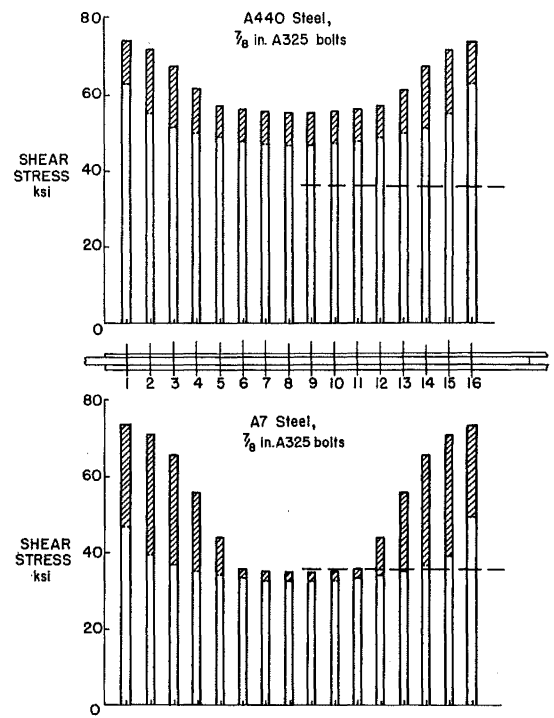 A440 Steel,
7/8 in. A325 bolts
80
60
SHEAR
STRESS
ksi
40
20
0
1 2 3 4 5 6 7 8 9 10 11 12 13 14 15 16
80
A7 Steel,
7/8 in. A325 bolts
60
SHEAR
STRESS
ksi
40
20
0